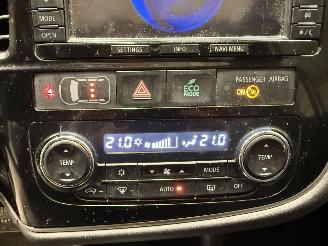 MODE
OPEN
PBC
☼/C
SETTINGS
INFO
NAVI MENU
ECO
MODE
PASSENGER AIRBAG
ON
21.0
21.0
TEMP
TEMP
MODE
AUTO
OFF